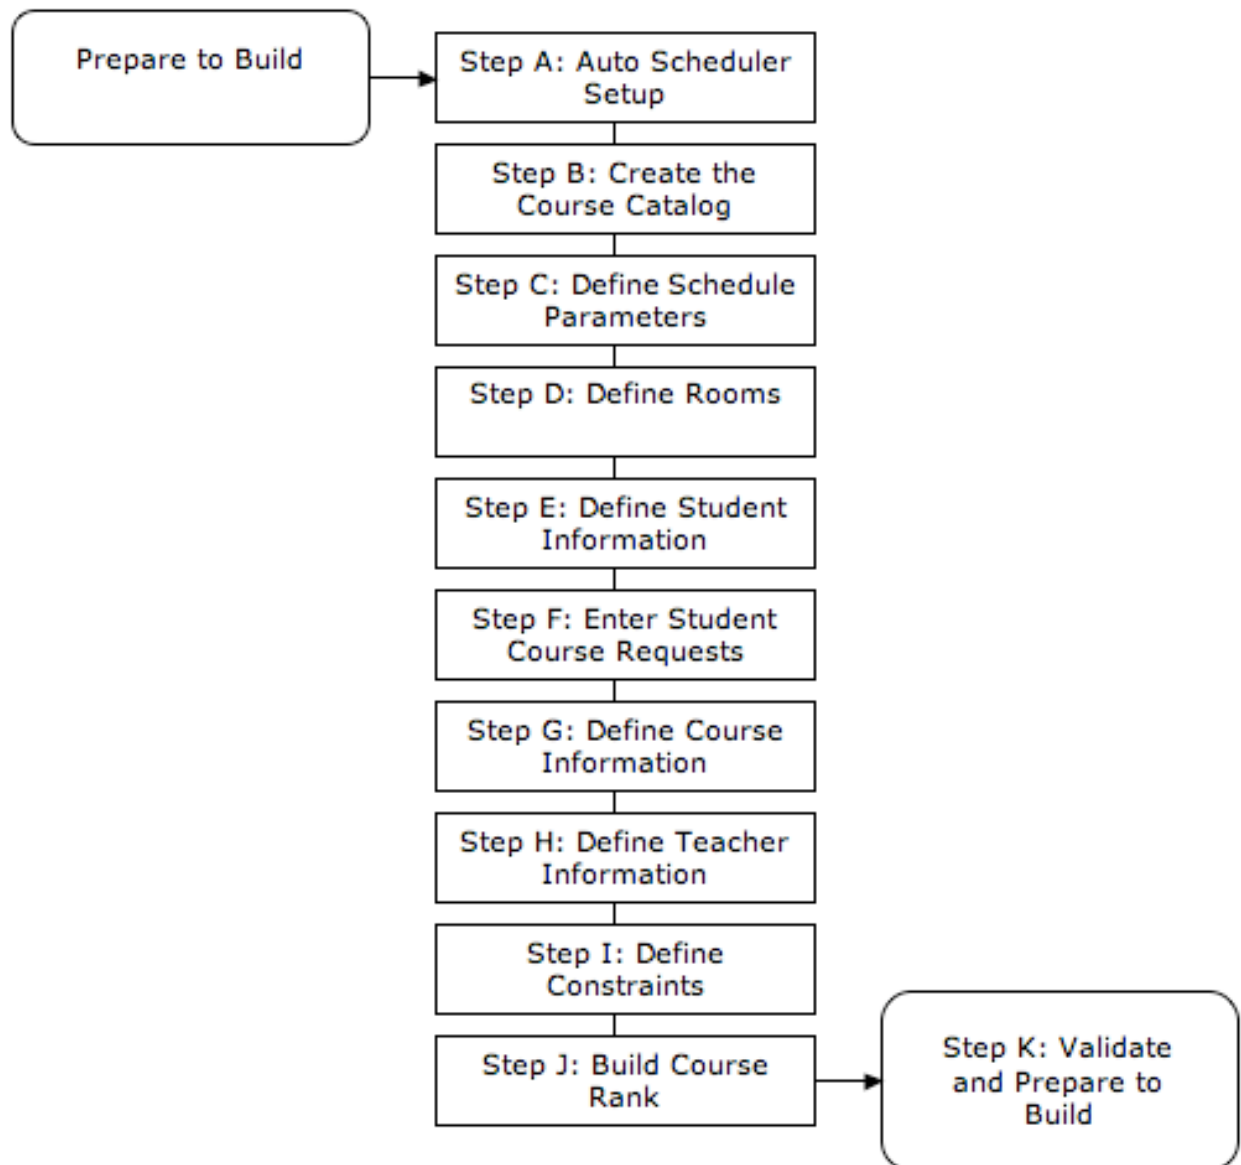 Prepare to Build
Step A: Auto Scheduler
Setup
Step B: Create the
Course Catalog
Step C: Define Schedule
Parameters
Step D: Define Rooms
Step E: Define Student
Information
Step F: Enter Student
Course Requests
Step G: Define Course
Information
Step H: Define Teacher
Information
Step I: Define
Constraints
Step J: Build Course
Rank
Step K: Validate
and Prepare to
Build